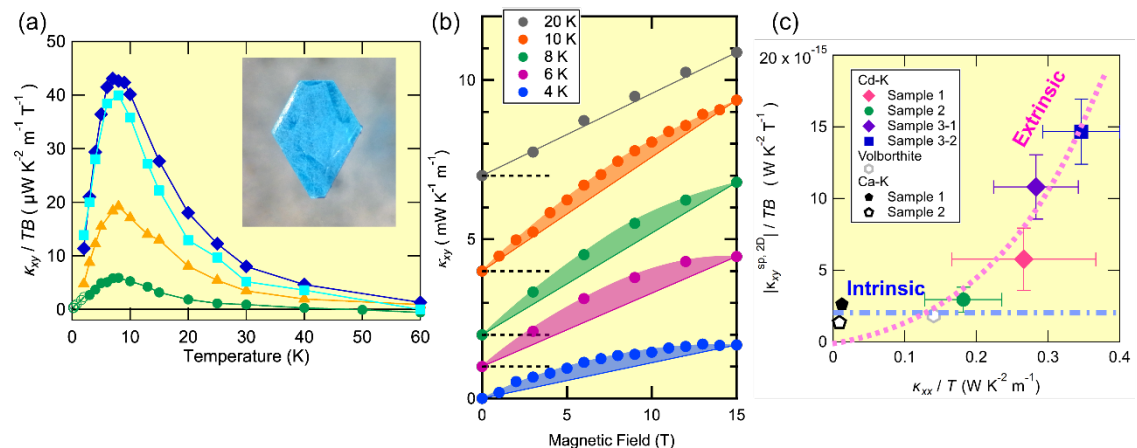 (a)
κxy / TB ( μW K-2 m-1 T-1 )
50
40
30
20
10
0
0
10
20
30
40
50
60
Temperature (K)
(b)
20 K
10 K
8 K
6 K
4 K
κxy ( mW K-1 m-1 )
10
5
0
0
5
10
15
Magnetic Field (T)
(c)
|κxy sp, 2D| / TB ( W K-2 T-1 )
20 x 10-15
15
10
5
0
Cd-K
Sample 1
Sample 2
Sample 3-1
Sample 3-2
Volborthite
Ca-K
Sample 1
Sample 2
Extrinsic
Intrinsic
0
0.1
0.2
0.3
0.4
κxx / T (W K-2 m-1)